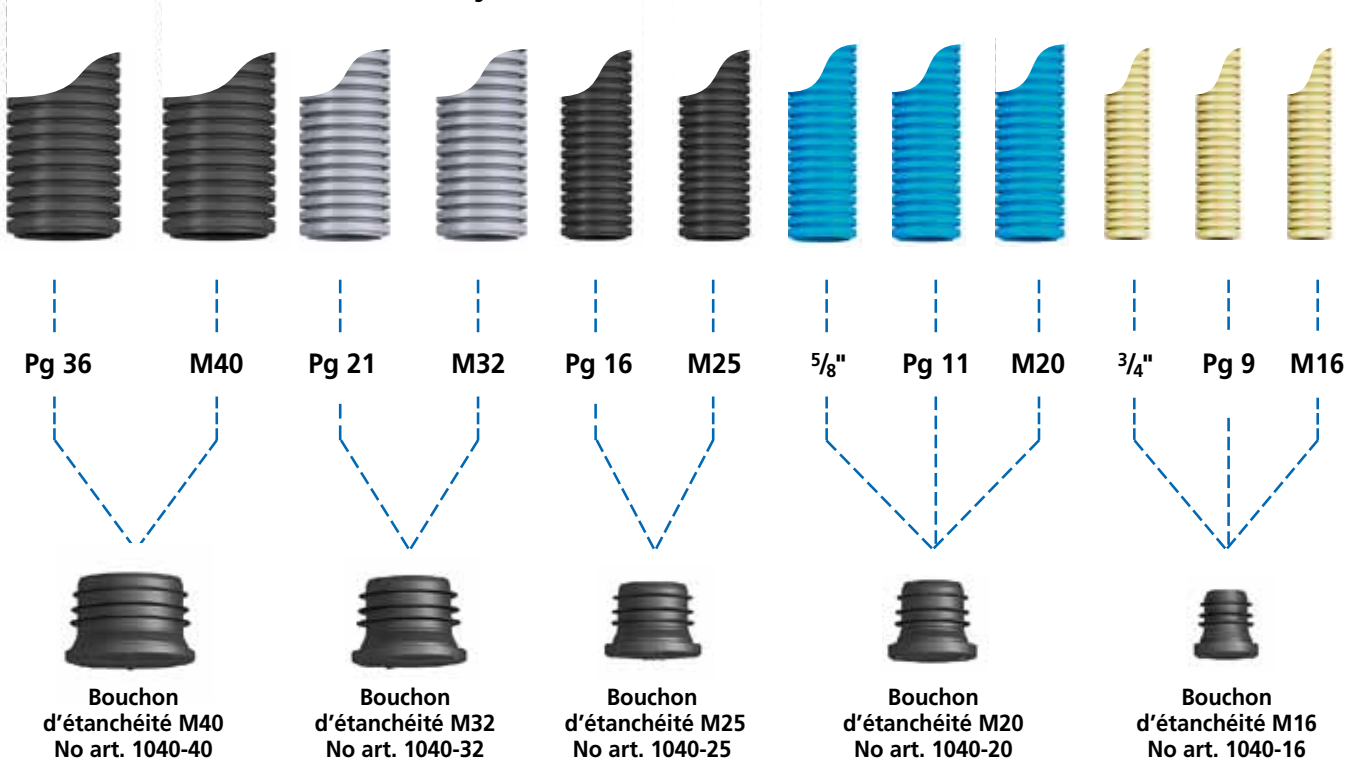 Pg 36
M40
Pg 21
M32
Pg 16
M25
5/8"
Pg 11
M20
3/4"
Pg 9
M16
Bouchon
d'étanchéité M40
No art. 1040-40
Bouchon
d'étanchéité M32
No art. 1040-32
Bouchon
d'étanchéité M25
No art. 1040-25
Bouchon
d'étanchéité M20
No art. 1040-20
Bouchon
d'étanchéité M16
No art. 1040-16